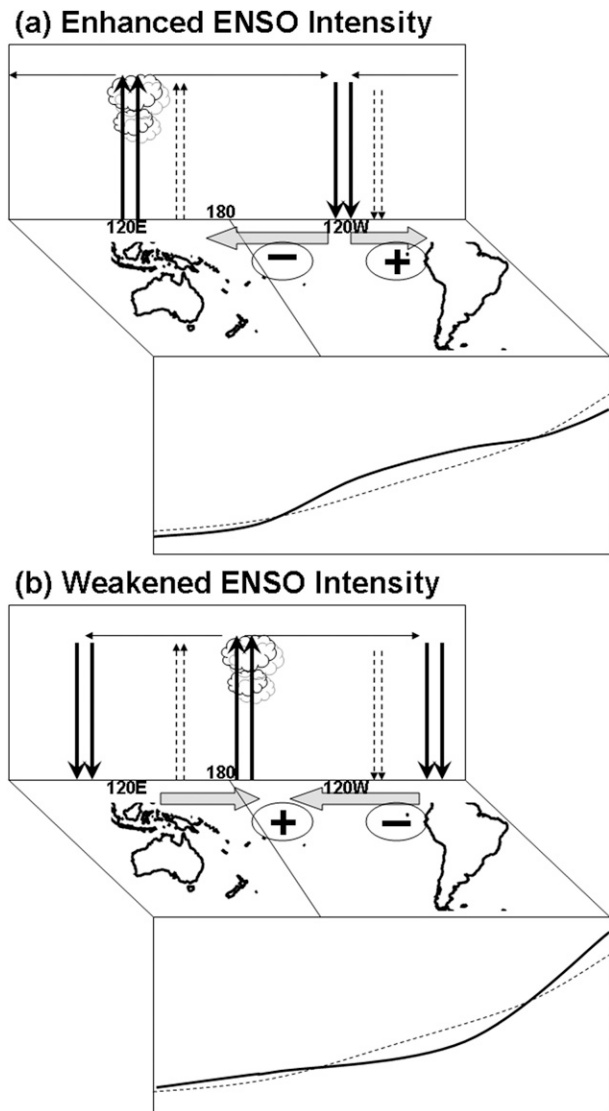 (a) Enhanced ENSO Intensity
120E 180 120W
− +
(b) Weakened ENSO Intensity
120E 180 120W
+ −